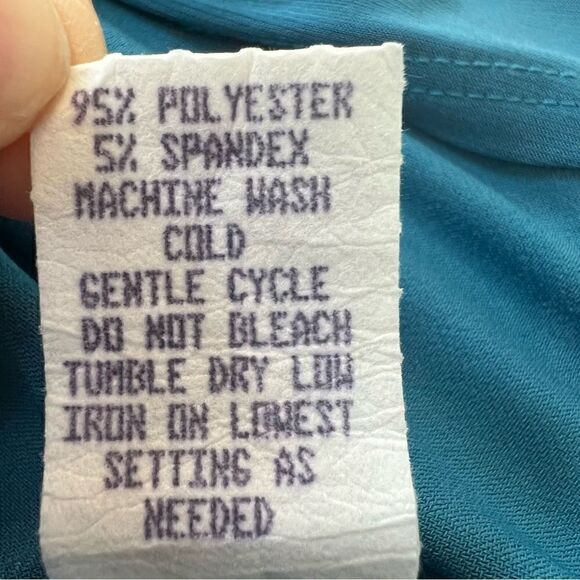 95% POLYESTER
5% SPANDEX
MACHINE WASH
COLD
GENTLE CYCLE
DO NOT BLEACH
TUMBLE DRY LOW
IRON ON LOWEST
SETTING AS
NEEDED